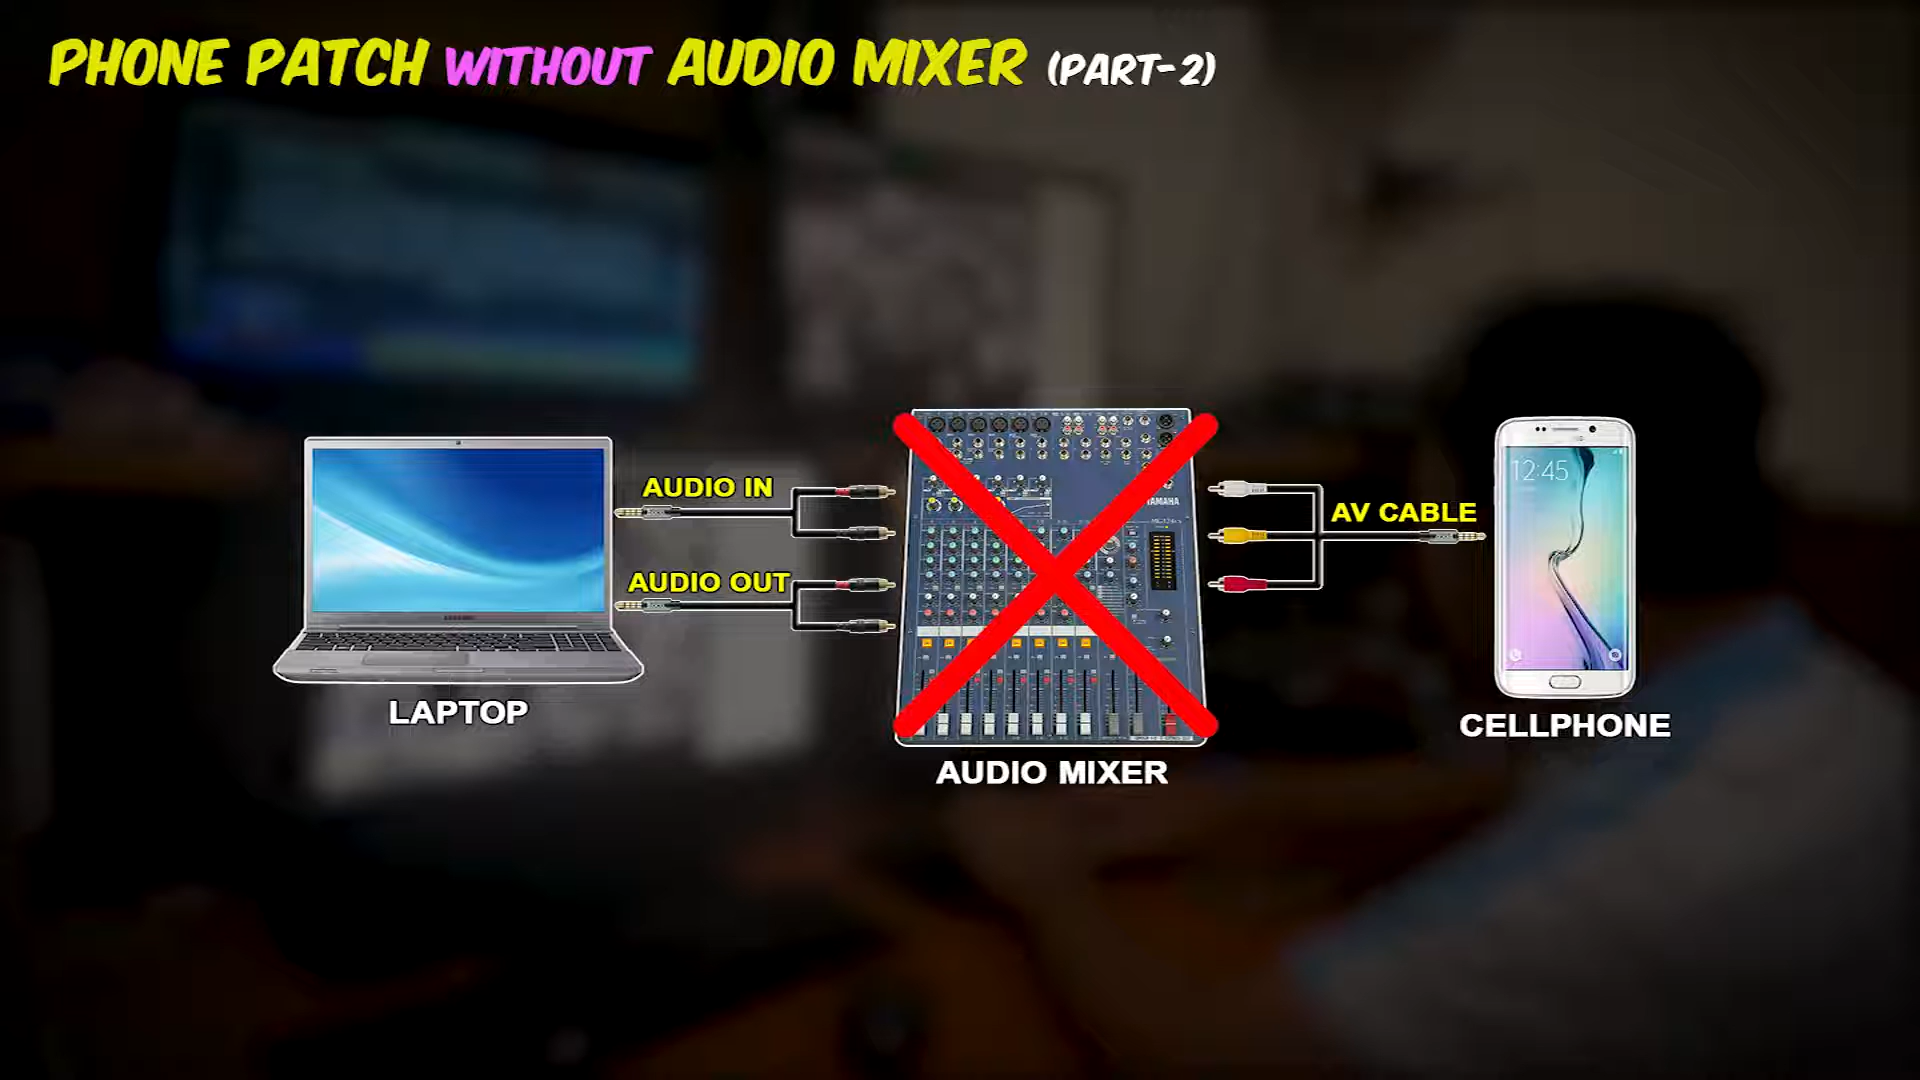 PHONE PATCH WITHOUT AUDIO MIXER (PART-2)
AUDIO IN
AUDIO OUT
AV CABLE
12:45
YAMAHA
LAPTOP
CELLPHONE
AUDIO MIXER